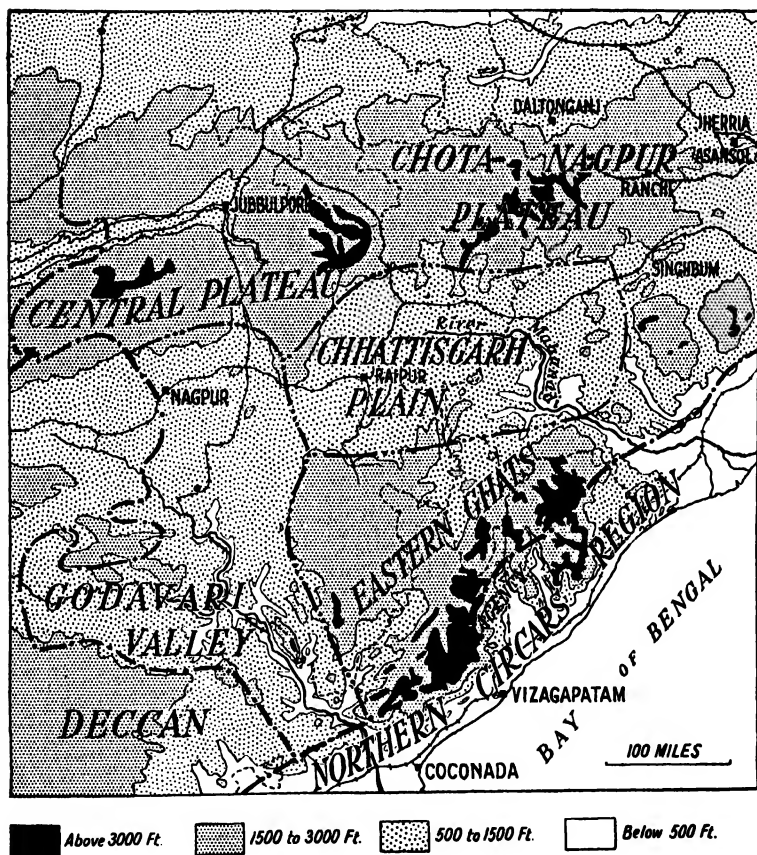 DALTONGANJ
JHERRIA
ASANSOL
CHOTA-NAGPUR
RANCHI
JUBBULPORE
PLATEAU
SINGHBUM
CENTRAL PLATEAU
River
Mahanadi
CHHATTISGARH
RAIPUR
NAGPUR
PLAIN
EASTERN GHATS
GODAVARI
VALLEY
AGENCY
NORTHERN-CIRCARS REGION
BAY OF BENGAL
VIZAGAPATAM
DECCAN
100 MILES
COCONADA
Above 3000 Ft.
1500 to 3000 Ft.
500 to 1500 Ft.
Below 500 Ft.